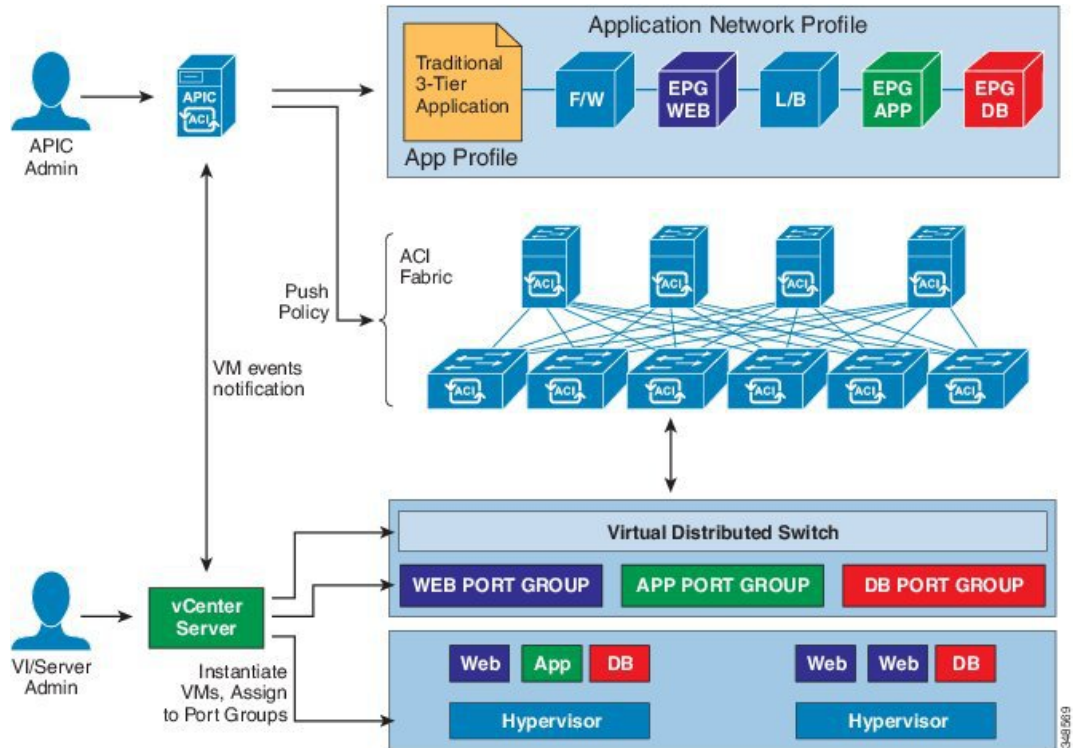 Application Network Profile
Traditional
3-Tier
Application
App Profile
F/W
EPG
WEB
L/B
EPG
APP
EPG
DB
APIC
ACI
APIC
Admin
ACI
Fabric
Push
Policy
ACI
ACI
ACI
ACI
ACI
ACI
ACI
ACI
ACI
ACI
VM events
notification
Virtual Distributed Switch
WEB PORT GROUP
APP PORT GROUP
DB PORT GROUP
vCenter
Server
VI/Server
Admin
Instantiate
VMs, Assign
to Port Groups
Web
App
DB
Web
Web
DB
Hypervisor
Hypervisor
348569